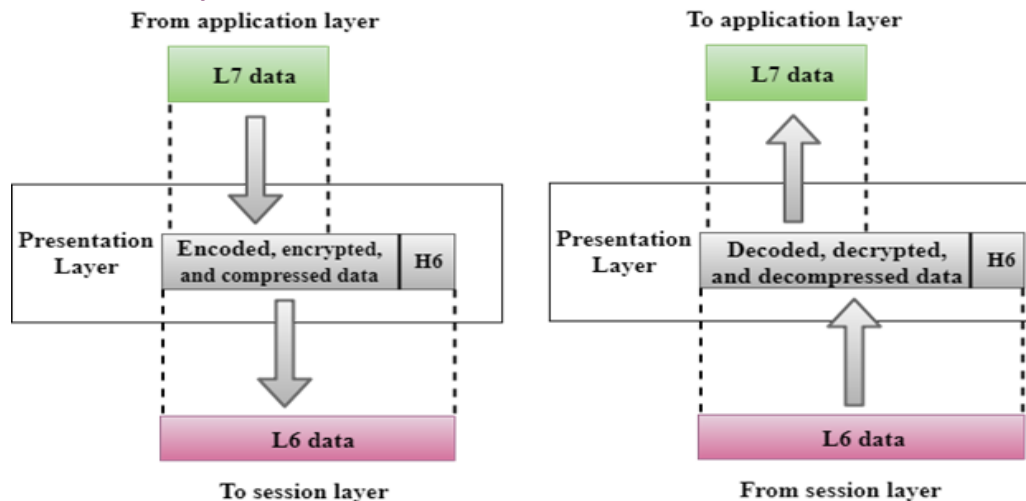 From application layer
L7 data
Presentation
Layer
Encoded, encrypted,
and compressed data
H6
L6 data
To session layer
To application layer
L7 data
Presentation
Layer
Decoded, decrypted,
and decompressed data
H6
L6 data
From session layer